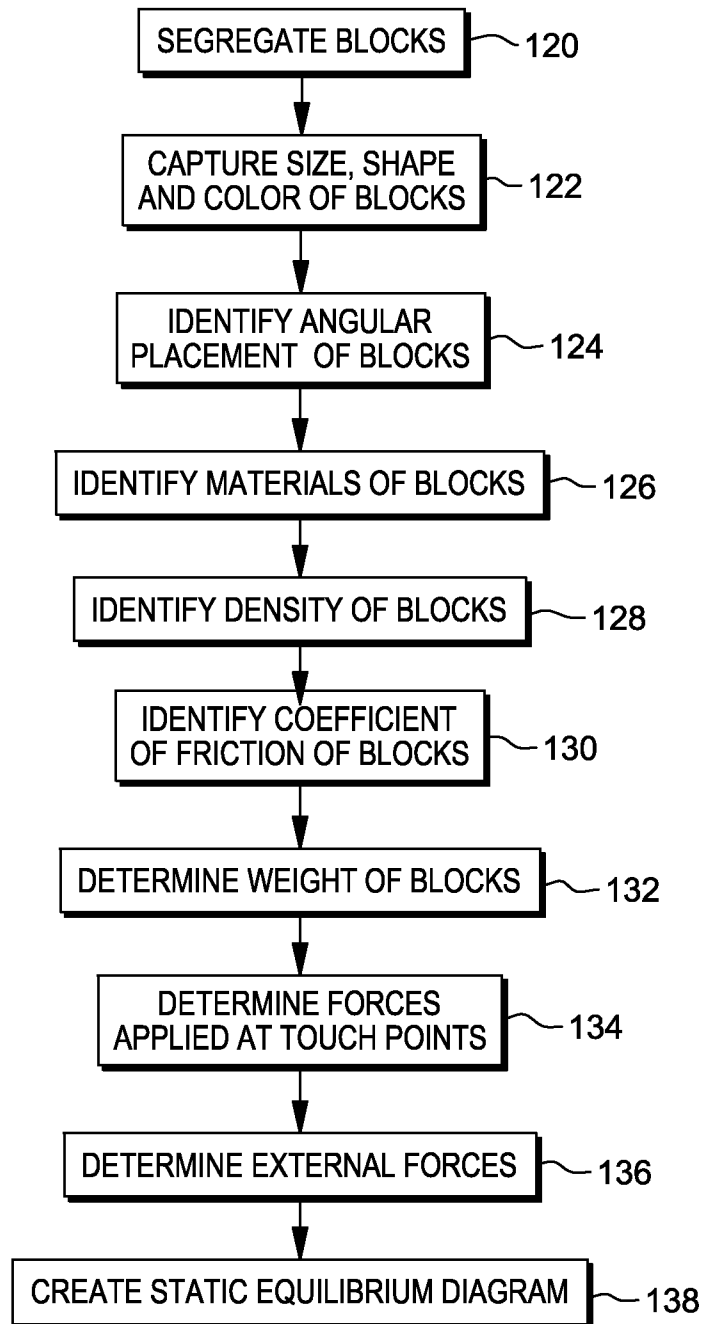 SEGREGATE BLOCKS
120
CAPTURE SIZE, SHAPE
AND COLOR OF BLOCKS
122
IDENTIFY ANGULAR
PLACEMENT OF BLOCKS
124
IDENTIFY MATERIALS OF BLOCKS
126
IDENTIFY DENSITY OF BLOCKS
128
IDENTIFY COEFFICIENT
OF FRICTION OF BLOCKS
130
DETERMINE WEIGHT OF BLOCKS
132
DETERMINE FORCES
APPLIED AT TOUCH POINTS
134
DETERMINE EXTERNAL FORCES
136
CREATE STATIC EQUILIBRIUM DIAGRAM
138